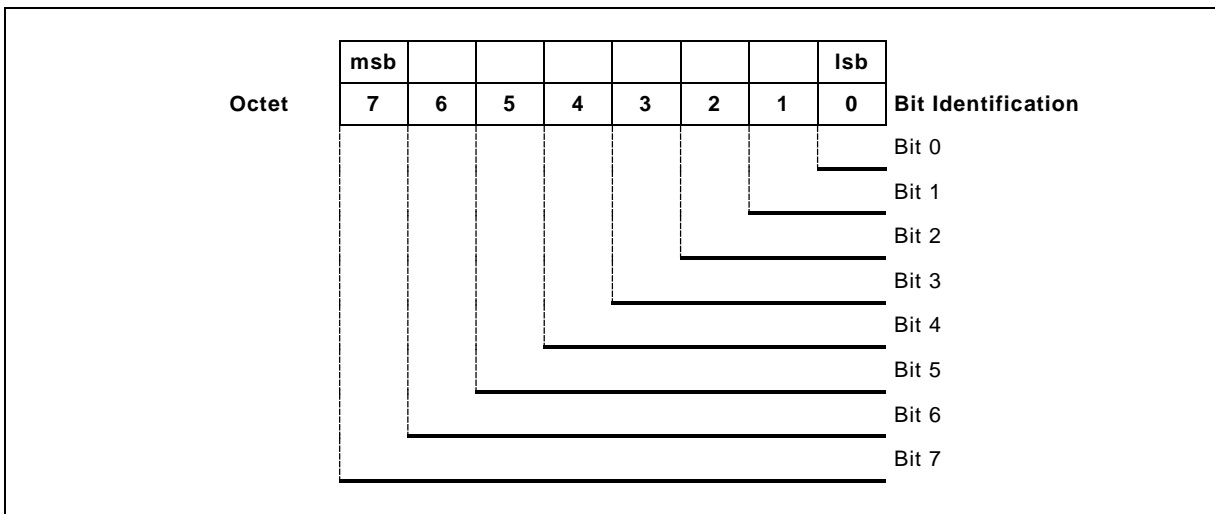 msb lsb
Octet 7 6 5 4 3 2 1 0 Bit Identification
Bit 0
Bit 1
Bit 2
Bit 3
Bit 4
Bit 5
Bit 6
Bit 7